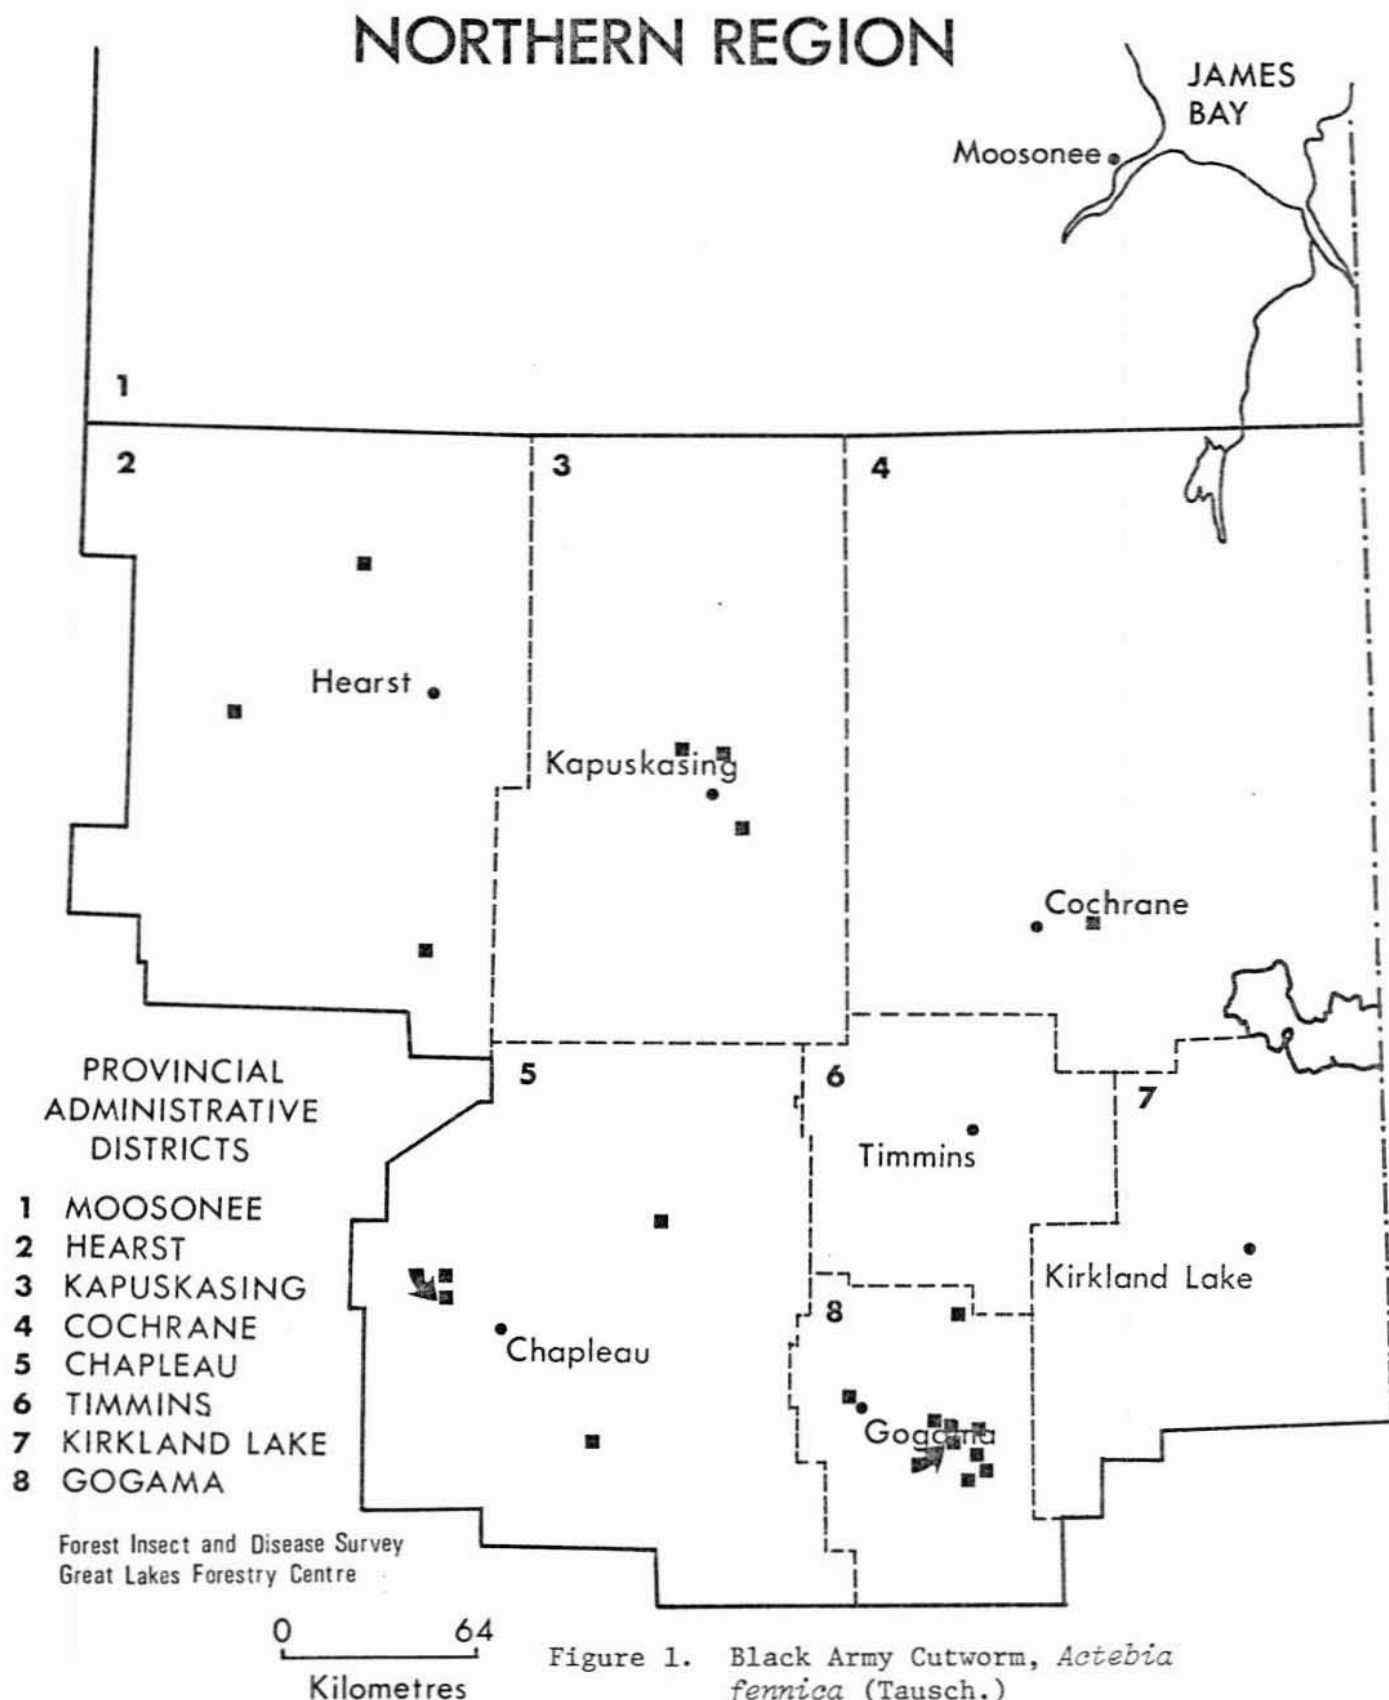 NORTHERN REGION
JAMES
BAY
Moosonee
1
2
3
4
Hearst
Kapuskasing
Cochrane
5
6
7
Timmins
Kirkland Lake
8
Chapleau
Gogama
PROVINCIAL
ADMINISTRATIVE
DISTRICTS
1 MOOSONEE
2 HEARST
3 KAPUSKASING
4 COCHRANE
5 CHAPLEAU
6 TIMMINS
7 KIRKLAND LAKE
8 GOGAMA
Forest Insect and Disease Survey
Great Lakes Forestry Centre
0 64
Kilometres
Figure 1. Black Army Cutworm, Actebia
fennica (Tausch.)